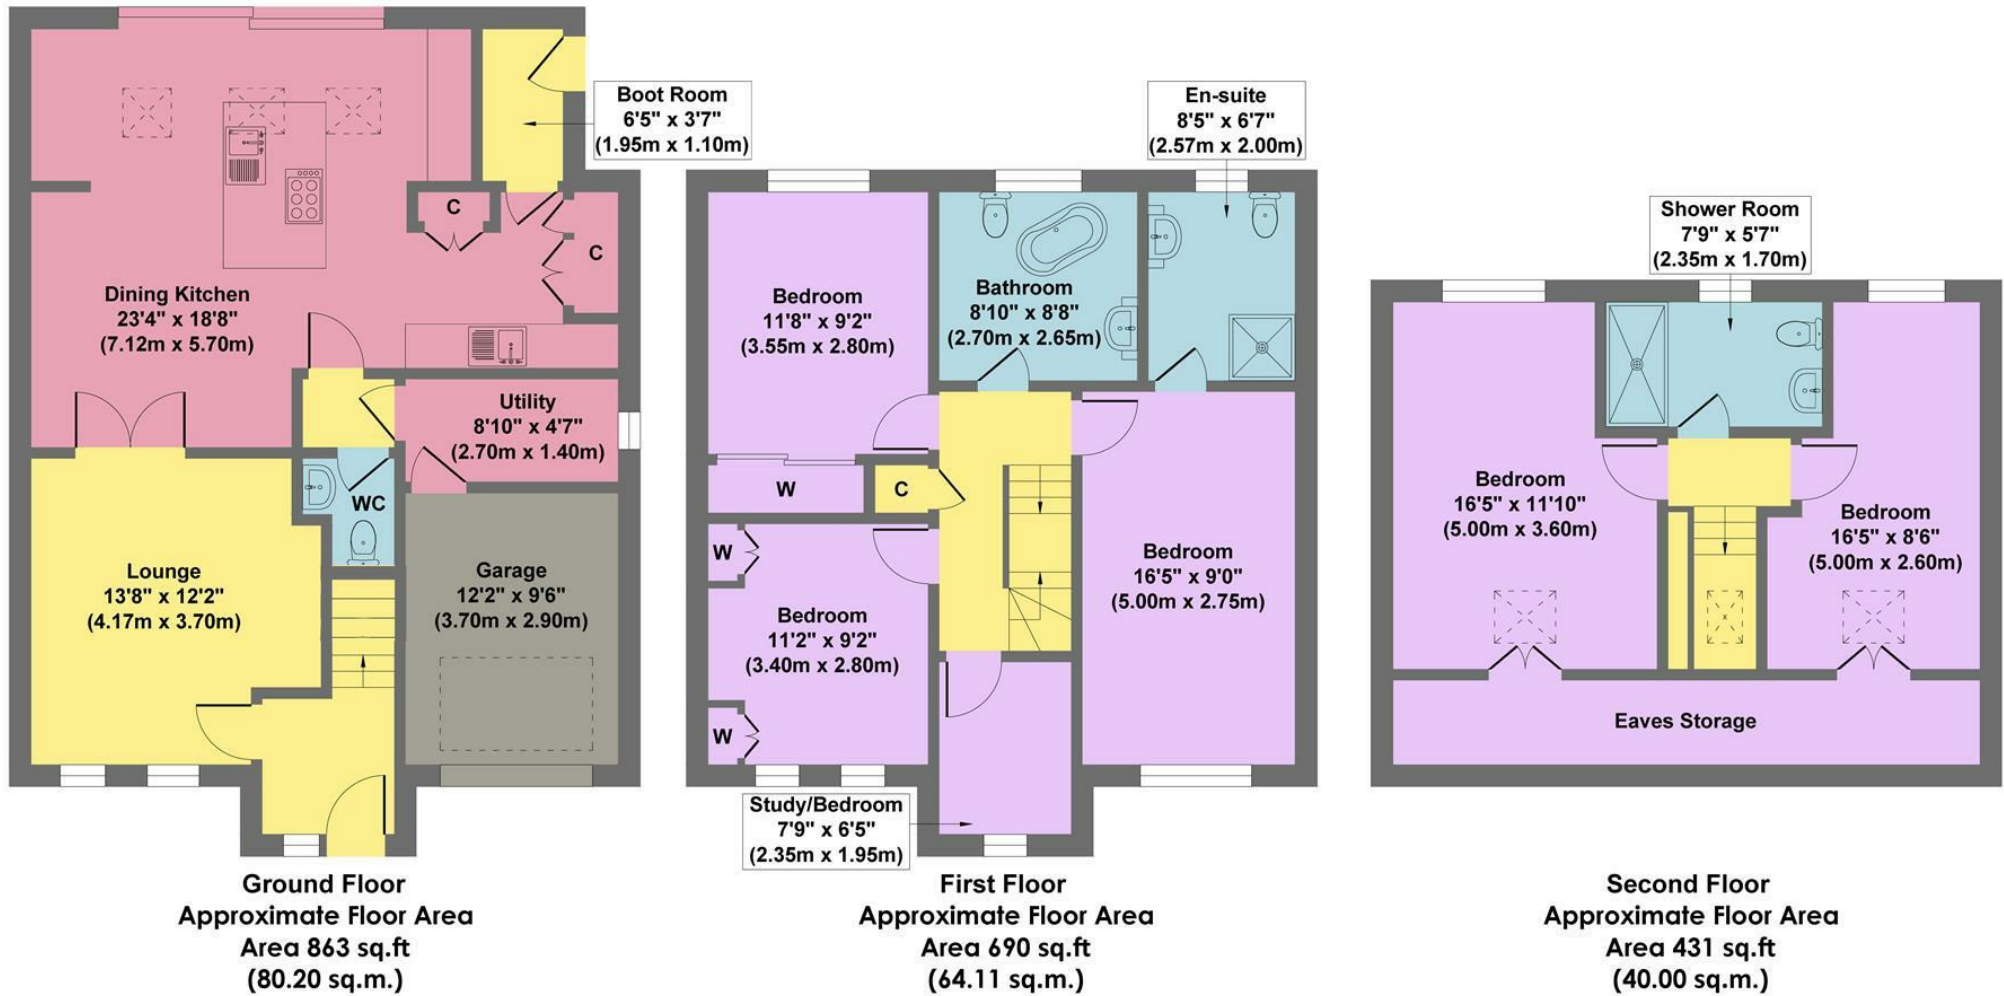 Boot Room
6'5" x 3'7"
(1.95m x 1.10m)
C
C
Dining Kitchen
23'4" x 18'8"
(7.12m x 5.70m)
Utility
8'10" x 4'7"
(2.70m x 1.40m)
WC
Lounge
13'8" x 12'2"
(4.17m x 3.70m)
Garage
12'2" x 9'6"
(3.70m x 2.90m)
Ground Floor
Approximate Floor Area
Area 863 sq.ft
(80.20 sq.m.)
En-suite
8'5" x 6'7"
(2.57m x 2.00m)
Bedroom
11'8" x 9'2"
(3.55m x 2.80m)
Bathroom
8'10" x 8'8"
(2.70m x 2.65m)
W
C
W
Bedroom
16'5" x 9'0"
(5.00m x 2.75m)
Bedroom
11'2" x 9'2"
(3.40m x 2.80m)
W
Study/Bedroom
7'9" x 6'5"
(2.35m x 1.95m)
First Floor
Approximate Floor Area
Area 690 sq.ft
(64.11 sq.m.)
Shower Room
7'9" x 5'7"
(2.35m x 1.70m)
Bedroom
16'5" x 11'10"
(5.00m x 3.60m)
Bedroom
16'5" x 8'6"
(5.00m x 2.60m)
Eaves Storage
Second Floor
Approximate Floor Area
Area 431 sq.ft
(40.00 sq.m.)